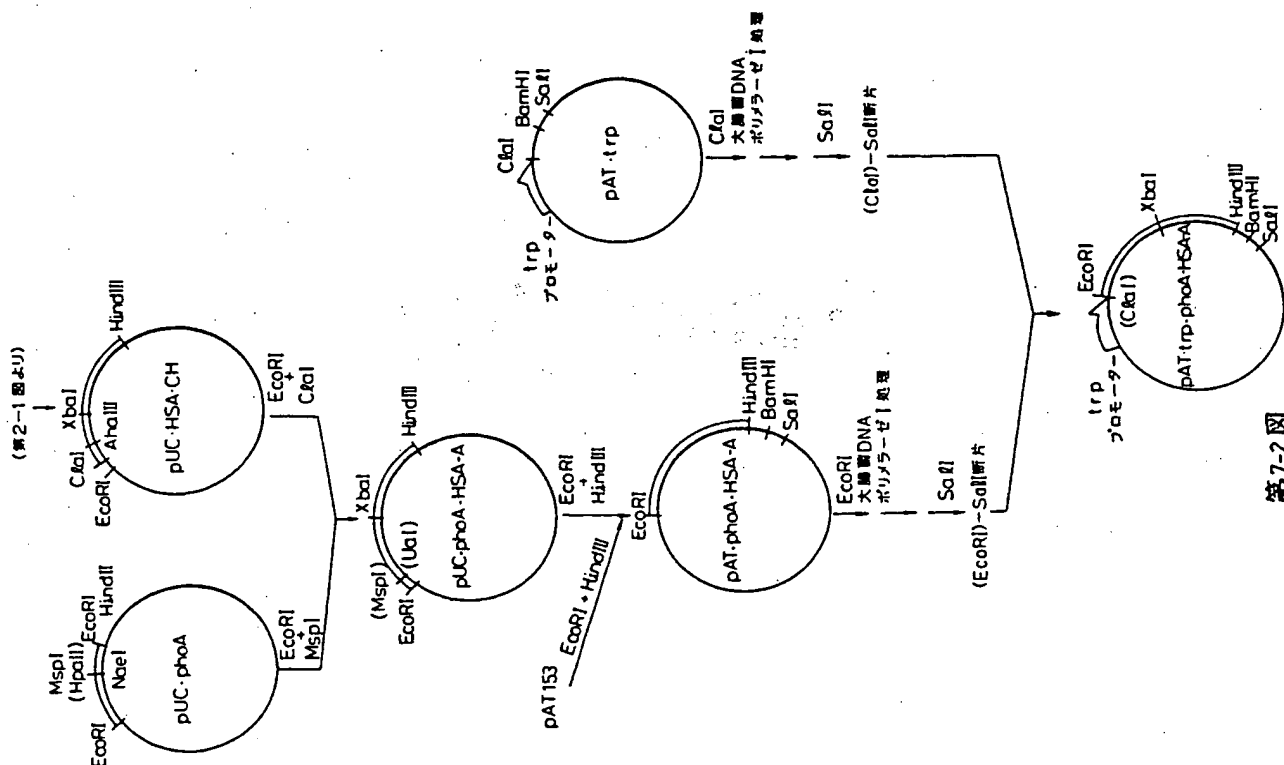 (第2-1図より)
MspI
(HpaII)
EcoRI
HindIII
NaeI
EcoRI
pUC·phoA
EcoRI
+
MspI
XbaI
ClaI
AhaIII
EcoRI
HindIII
pUC·HSA·CH
EcoRI
+
ClaI
XbaI
(MspI)
(UaI)
EcoRI
HindIII
pUC·phoA·HSA-A
EcoRI
+
HindIII
pAT153
EcoRI + HindIII
EcoRI
HindIII
BamHI
SalI
pAT·phoA·HSA-A
EcoRI
大腸菌DNA
ポリメラーゼI処理
SalI
(EcoRI)-SalI断片
trp
プロモーター
ClaI
BamHI
SalI
pAT·trp
ClaI
大腸菌DNA
ポリメラーゼI処理
SalI
(ClaI)-SalI断片
trp
プロモーター
EcoRI
(ClaI)
XbaI
HindIII
BamHI
SalI
pAT·trp·phoA·HSA-A
第7-2図